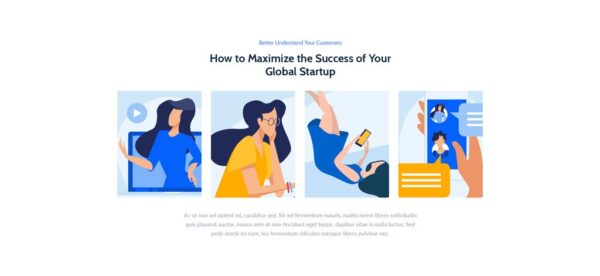 Better Understand Your Customers
How to Maximize the Success of Your
Global Startup
Ac sit non vel aptent mi, curabitur sed. Sit vel fermentum mauris, mattis lorem libero sollicitudin
quis placerat auctor, massa ante at non tincidunt eget turpis, dapibus vitae in nulla luctus. Sed
pede morbi eu nam, leo fermentum ridiculus natoque libero pulvinar nec.